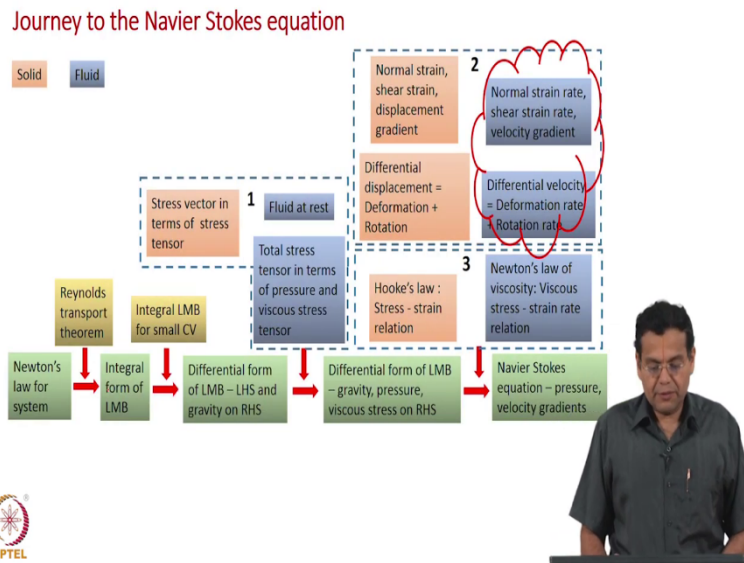 Journey to the Navier Stokes equation
Solid
Fluid
Normal strain,
shear strain,
displacement
gradient
2
Normal strain rate,
shear strain rate,
velocity gradient
Differential
displacement =
Deformation +
Rotation
Differential velocity
= Deformation rate
+ Rotation rate
Stress vector in
terms of stress
tensor
1
Fluid at rest
Total stress
tensor in terms
of pressure and
viscous stress
tensor
3
Hooke's law :
Stress - strain
relation
Newton's law of
viscosity: Viscous
stress - strain rate
relation
Reynolds
transport
theorem
Integral LMB
for small CV
Newton's
law for
system
Integral
form of
LMB
Differential form
of LMB – LHS and
gravity on RHS
Differential form of LMB
– gravity, pressure,
viscous stress on RHS
Navier Stokes
equation – pressure,
velocity gradients
PTEL